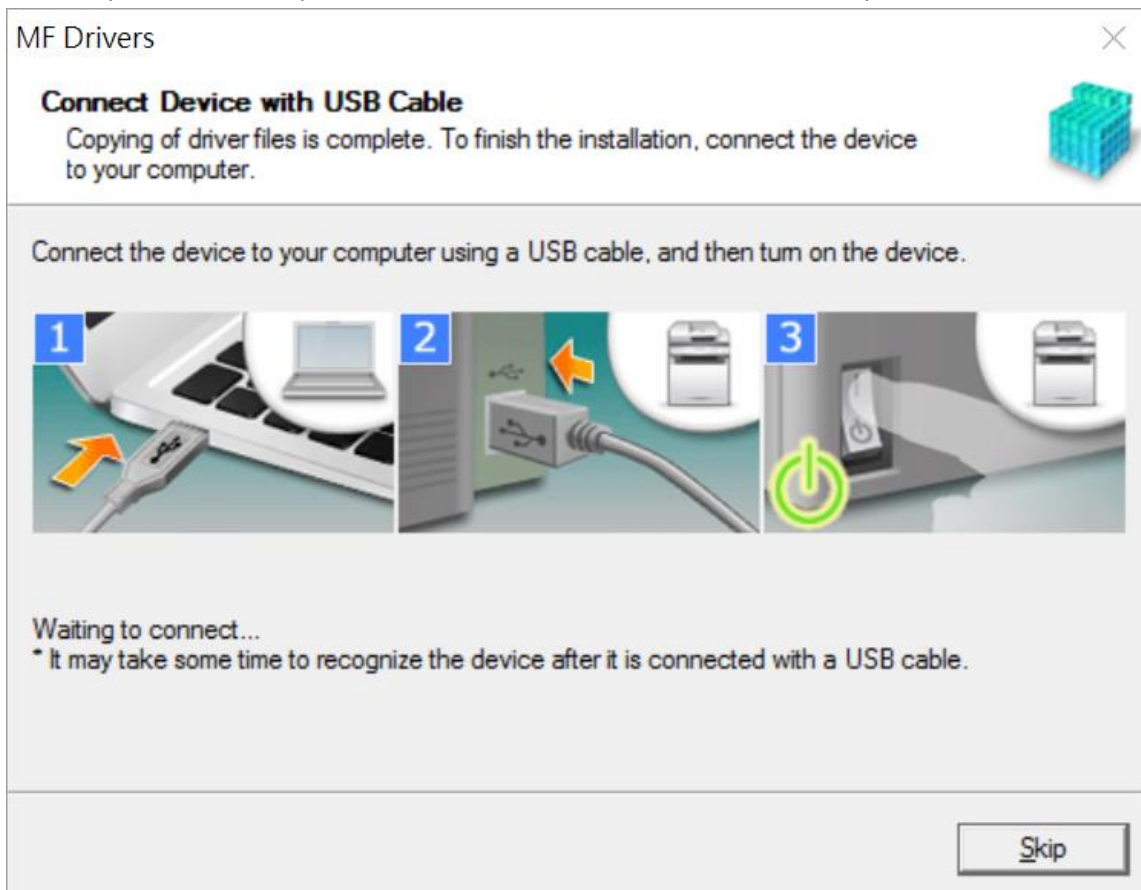 MF Drivers
Connect Device with USB Cable
Copying of driver files is complete. To finish the installation, connect the device
to your computer.
Connect the device to your computer using a USB cable, and then turn on the device.
1
2
3
Waiting to connect...
* It may take some time to recognize the device after it is connected with a USB cable.
Skip